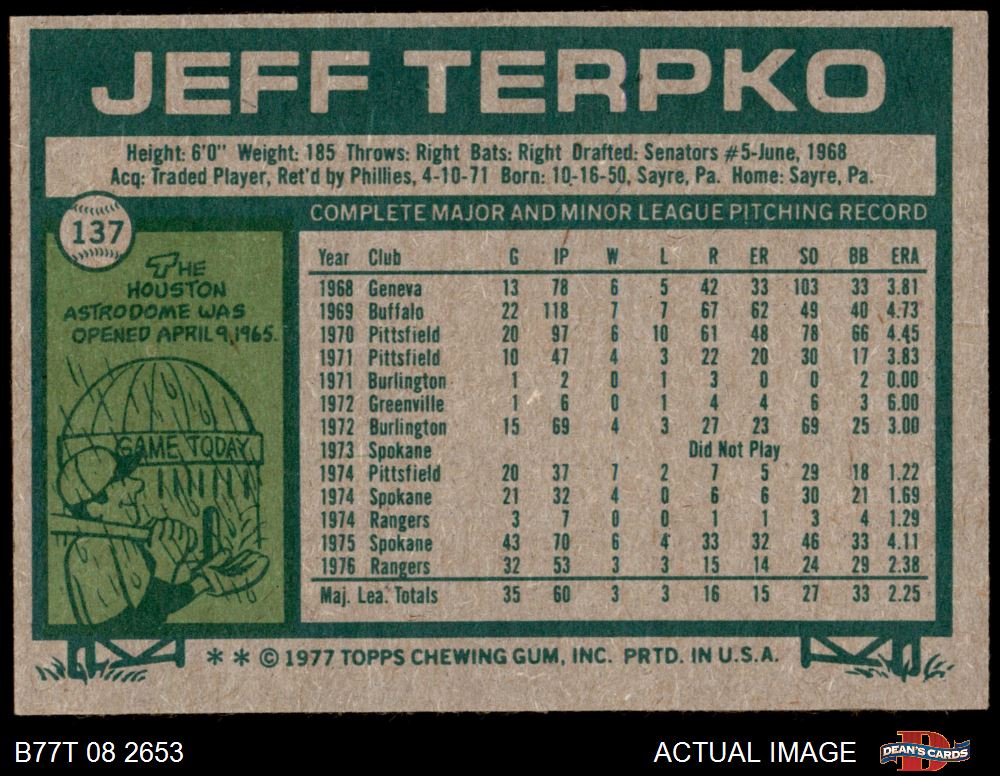 JEFF TERPKO
Height: 6'0" Weight: 185 Throws: Right Bats: Right Drafted: Senators #5-June, 1968
Acq: Traded Player, Ret'd by Phillies, 4-10-71 Born: 10-16-50, Sayre, Pa. Home: Sayre, Pa.
137
THE
HOUSTON
ASTRODOME WAS
OPENED APRIL 9, 1965.
GAME TODAY
COMPLETE MAJOR AND MINOR LEAGUE PITCHING RECORD
Year Club G IP W L R ER SO BB ERA
1968 Geneva 13 78 6 5 42 33 103 33 3.81
1969 Buffalo 22 118 7 7 67 62 49 40 4.73
1970 Pittsfield 20 97 6 10 61 48 78 66 4.45
1971 Pittsfield 10 47 4 3 22 20 30 17 3.83
1971 Burlington 1 2 0 1 3 0 0 2 0.00
1972 Greenville 1 6 0 1 4 4 6 3 6.00
1972 Burlington 15 69 4 3 27 23 69 25 3.00
1973 Spokane Did Not Play
1974 Pittsfield 20 37 7 2 7 5 29 18 1.22
1974 Spokane 21 32 4 0 6 6 30 21 1.69
1974 Rangers 3 7 0 0 1 1 3 4 1.29
1975 Spokane 43 70 6 4 33 32 46 33 4.11
1976 Rangers 32 53 3 3 15 14 24 29 2.38
Maj. Lea. Totals 35 60 3 3 16 15 27 33 2.25
* * © 1977 TOPPS CHEWING GUM, INC. PRTD. IN U.S.A.
B77T 08 2653
ACTUAL IMAGE
D
DEAN'S CARDS